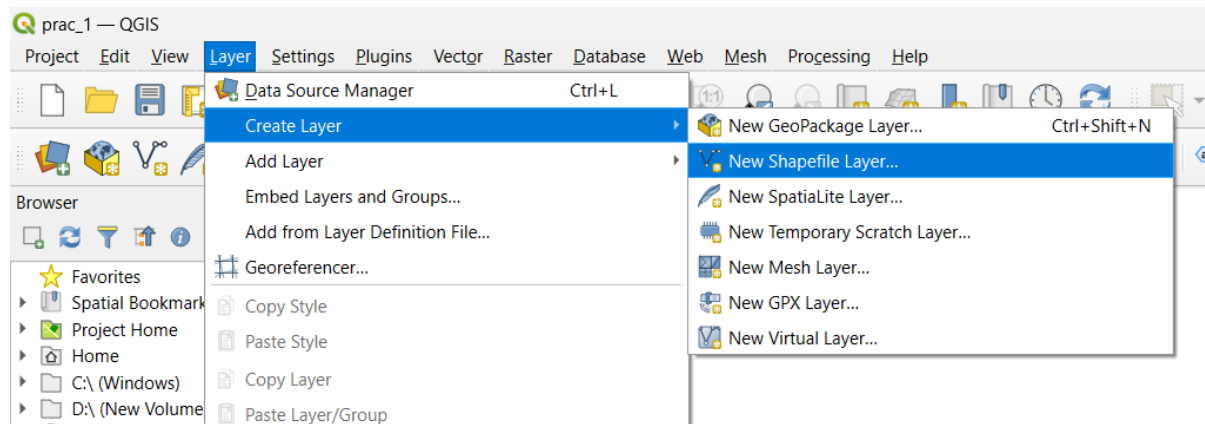 prac_1 — QGIS
Project Edit View Layer Settings Plugins Vector Raster Database Web Mesh Processing Help
Data Source Manager Ctrl+L
Create Layer
Add Layer
Embed Layers and Groups...
Add from Layer Definition File...
Georeferencer...
Copy Style
Paste Style
Copy Layer
Paste Layer/Group
New GeoPackage Layer... Ctrl+Shift+N
New Shapefile Layer...
New SpatiaLite Layer...
New Temporary Scratch Layer...
New Mesh Layer...
New GPX Layer...
New Virtual Layer...
Browser
Favorites
Spatial Bookmark
Project Home
Home
C:\ (Windows)
D:\ (New Volume